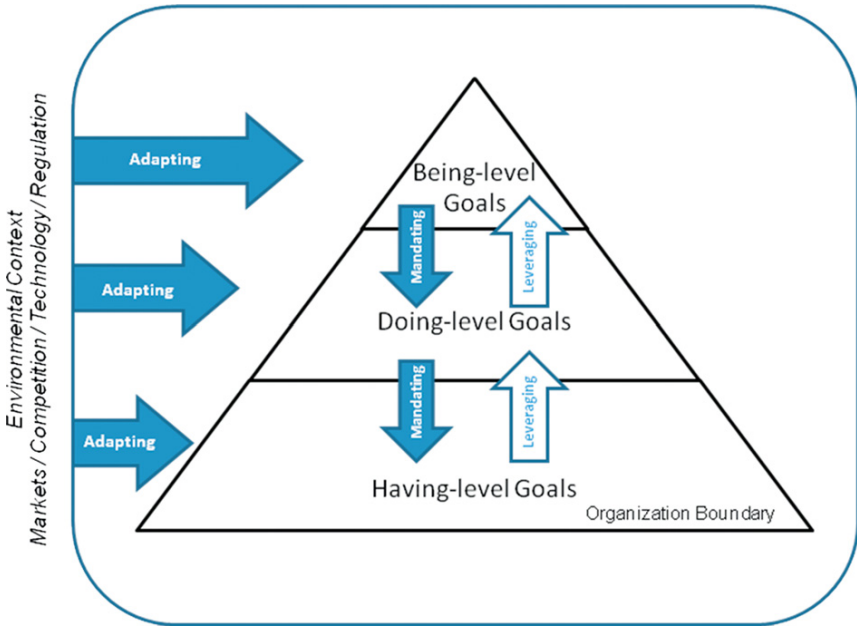 Environmental Context
Markets / Competition / Technology / Regulation
Adapting
Being-level
Goals
Mandating
Leveraging
Adapting
Doing-level Goals
Mandating
Leveraging
Adapting
Having-level Goals
Organization Boundary